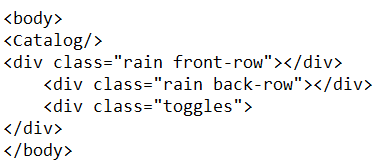 <body>
<Catalog/>
<div class="rain front-row"></div>
    <div class="rain back-row"></div>
    <div class="toggles">
</div>
</body>